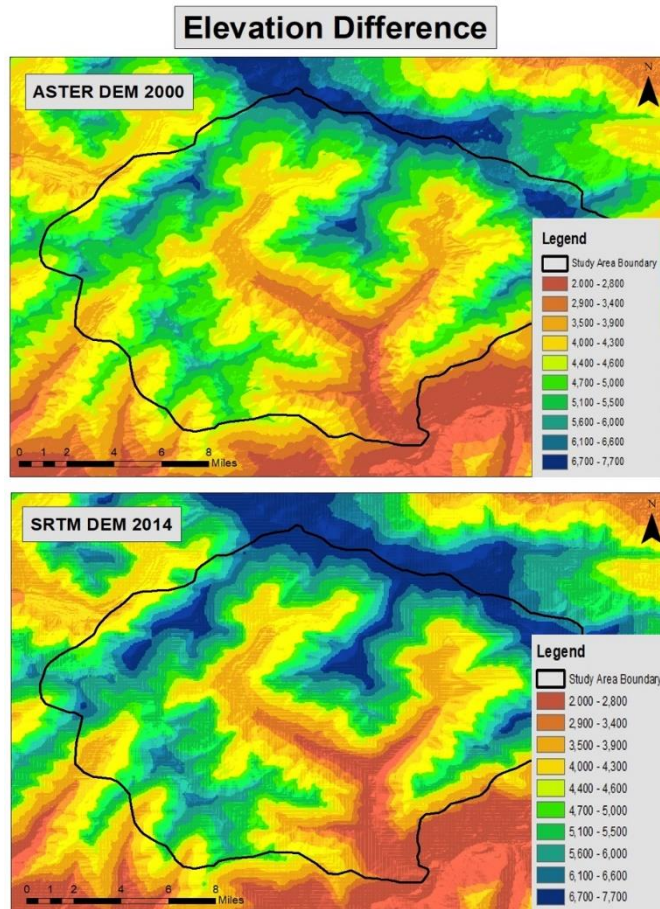 Elevation Difference
ASTER DEM 2000
N
Legend
Study Area Boundary
2.000 - 2,800
2,900 - 3,400
3,500 - 3,900
4,000 - 4,300
4,400 - 4,600
4,700 - 5,000
5,100 - 5,500
5,600 - 6,000
6,100 - 6,600
6,700 - 7,700
0 2 4 6 8
Miles
SRTM DEM 2014
N
Legend
Study Area Boundary
2.000 - 2,800
2,900 - 3,400
3,500 - 3,900
4,000 - 4,300
4,400 - 4,600
4,700 - 5,000
5,100 - 5,500
5,600 - 6,000
6,100 - 6,600
6,700 - 7,700
0 2 4 6 8
Miles